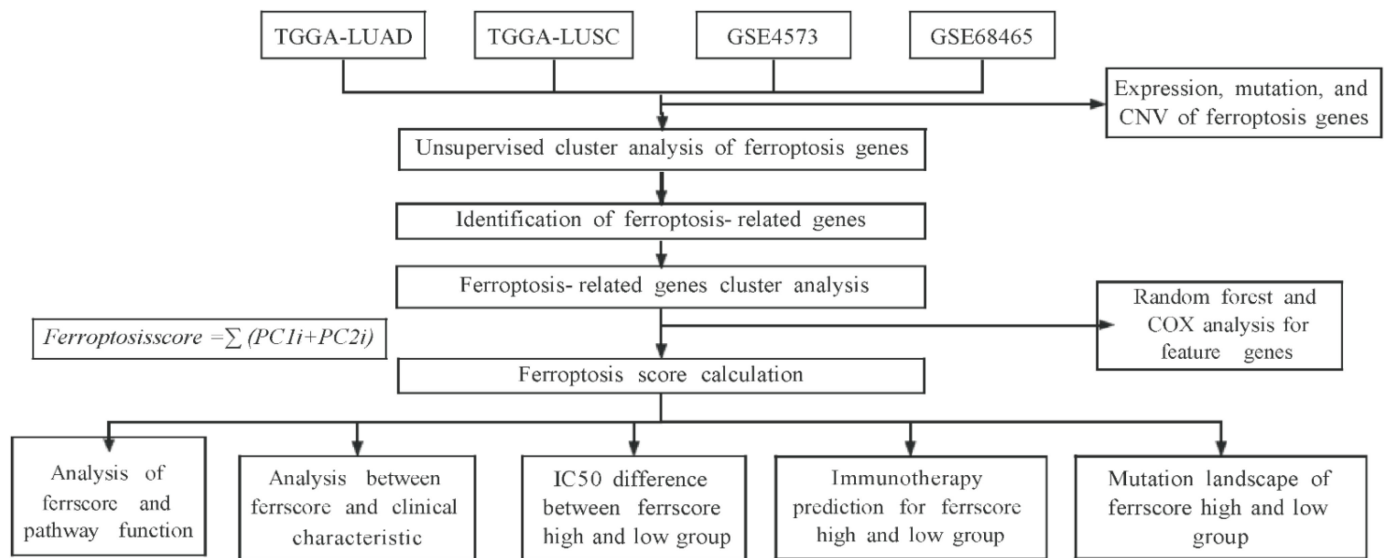 TGGA-LUAD
TGGA-LUSC
GSE4573
GSE68465
Expression, mutation, and
CNV of ferroptosis genes
Unsupervised cluster analysis of ferroptosis genes
Identification of ferroptosis- related genes
Ferroptosis- related genes cluster analysis
Random forest and
COX analysis for
feature genes
Ferroptosisscore =∑ (PC1i+PC2i)
Ferroptosis score calculation
Analysis of
ferrscore and
pathway function
Analysis between
ferrscore and clinical
characteristic
IC50 difference
between ferrscore
high and low group
Immunotherapy
prediction for ferrscore
high and low group
Mutation landscape of
ferrscore high and low
group